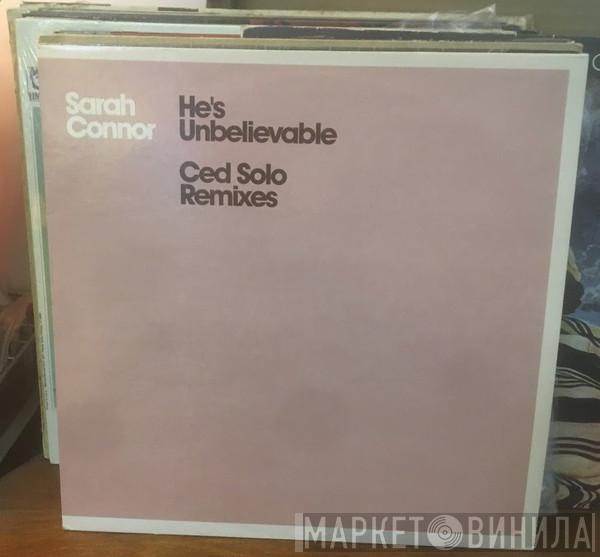 Sarah
Connor
He's
Unbelievable
Ced Solo
Remixes
МАРКЕТ ВИНИЛА